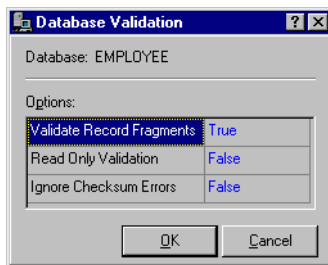 Database Validation
Database: EMPLOYEE
Options:
Validate Record Fragments True
Read Only Validation False
Ignore Checksum Errors False
OK Cancel